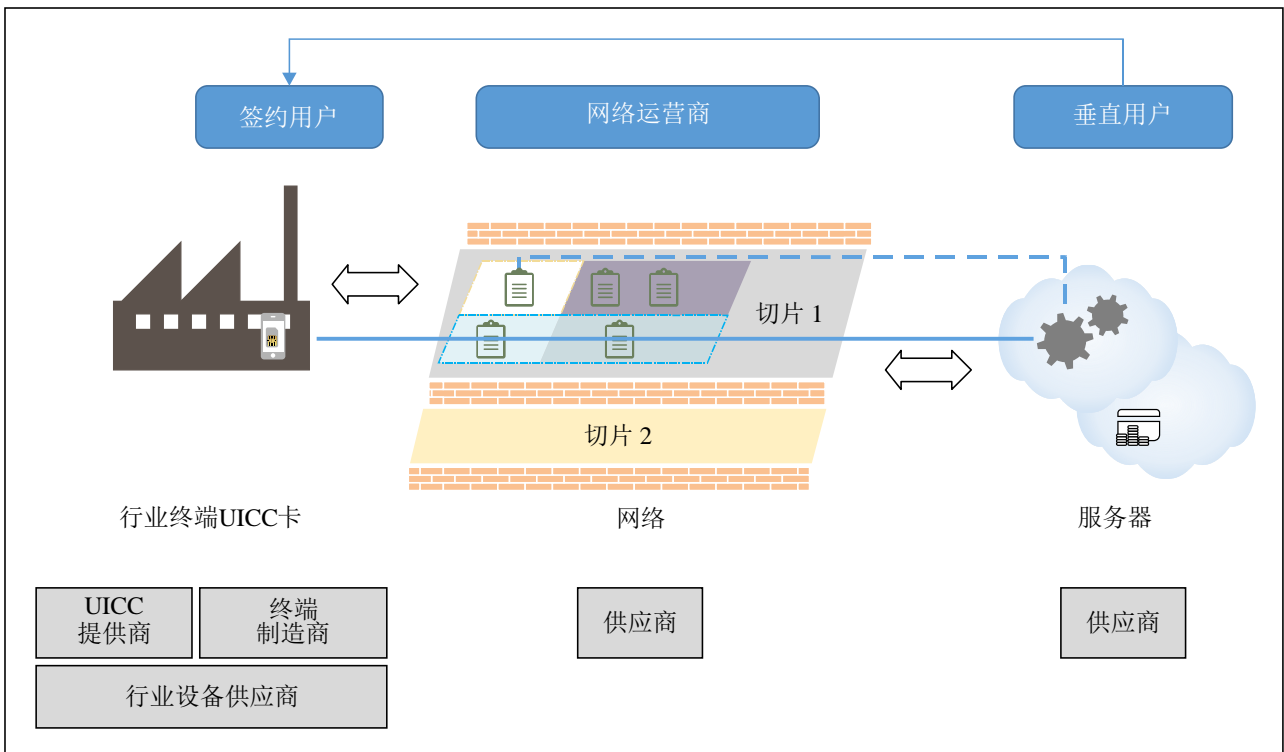 签约用户
网络运营商
垂直用户
切片 1
切片 2
行业终端UICC卡
网络
服务器
UICC
提供商
终端
制造商
供应商
供应商
行业设备供应商